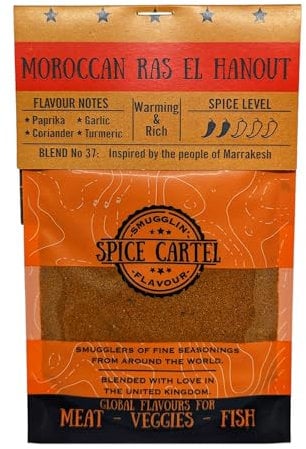 MOROCCAN RAS EL HANOUT
FLAVOUR NOTES
Paprika Garlic
Coriander Turmeric
Warming
&
Rich
SPICE LEVEL
BLEND No 37: Inspired by the people of Marrakesh
SMUGGLIN'
SPICE CARTEL
FLAVOUR
SMUGGLERS OF FINE SEASONINGS
FROM AROUND THE WORLD.
BLENDED WITH LOVE IN
THE UNITED KINGDOM.
GLOBAL FLAVOURS FOR
MEAT - VEGGIES - FISH